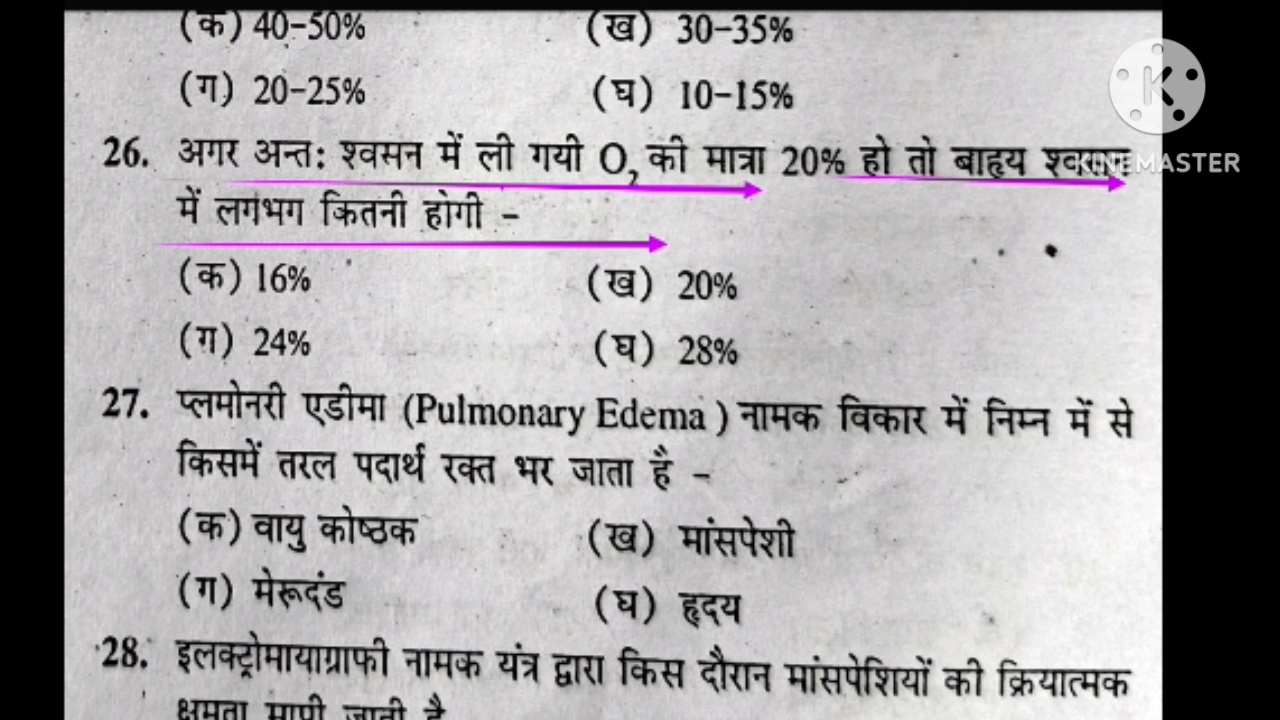 (क) 40-50% (ख) 30-35%
(ग) 20-25% (घ) 10-15%
26. अगर अन्त: श्वसन में ली गयी O₂ की मात्रा 20% हो तो बाहृय श्वसन
KINEMASTER
में लगभग कितनी होगी -
(क) 16% (ख) 20%
(ग) 24% (घ) 28%
27. प्लमोनरी एडीमा (Pulmonary Edema ) नामक विकार में निम्न में से
किसमें तरल पदार्थ रक्त भर जाता है -
(क) वायु कोष्ठक (ख) मांसपेशी
(ग) मेरूदंड (घ) हृदय
28. इलक्ट्रोमायाग्राफी नामक यंत्र द्वारा किस दौरान मांसपेशियों की क्रियात्मक
क्षमता मापी जाती है